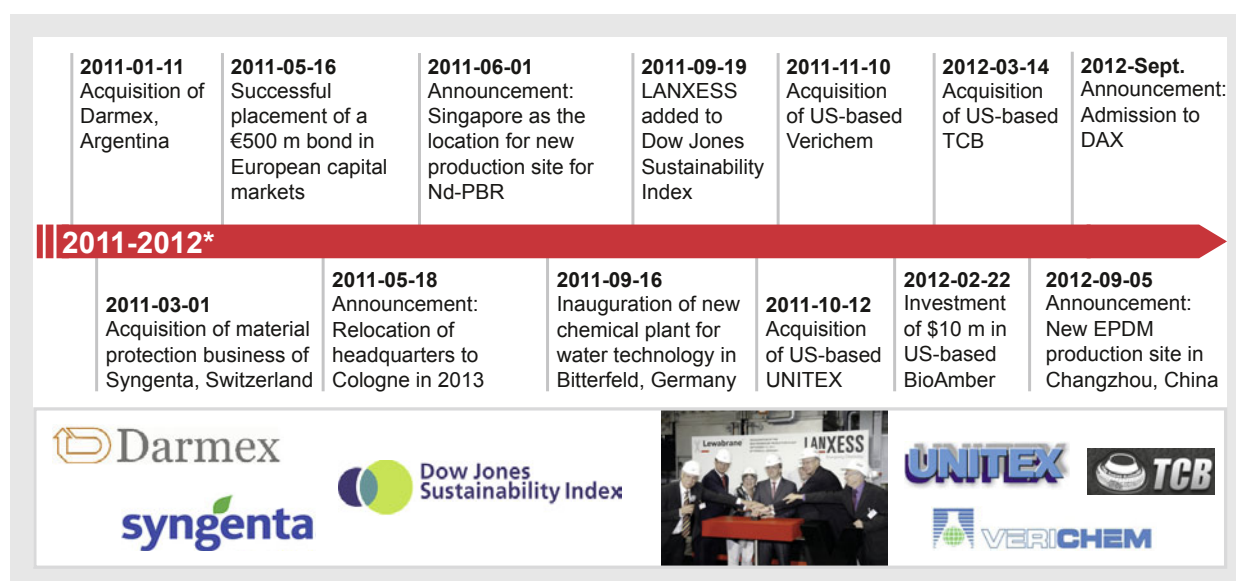 2011-01-11
Acquisition of
Darmex,
Argentina
2011-05-16
Successful
placement of a
€500 m bond in
European capital
markets
2011-06-01
Announcement:
Singapore as the
location for new
production site for
Nd-PBR
2011-09-19
LANXESS
added to
Dow Jones
Sustainability
Index
2011-11-10
Acquisition
of US-based
Verichem
2012-03-14
Acquisition
of US-based
TCB
2012-Sept.
Announcement:
Admission to
DAX
2011-2012*
2011-03-01
Acquisition of material
protection business of
Syngenta, Switzerland
2011-05-18
Announcement:
Relocation of
headquarters to
Cologne in 2013
2011-09-16
Inauguration of new
chemical plant for
water technology in
Bitterfeld, Germany
2011-10-12
Acquisition
of US-based
UNITEX
2012-02-22
Investment
of $10 m in
US-based
BioAmber
2012-09-05
Announcement:
New EPDM
production site in
Changzhou, China
Darmex
syngenta
Dow Jones
Sustainability Index
Lewabrane
LANXESS
UNITEX
TCB
VERICHEM